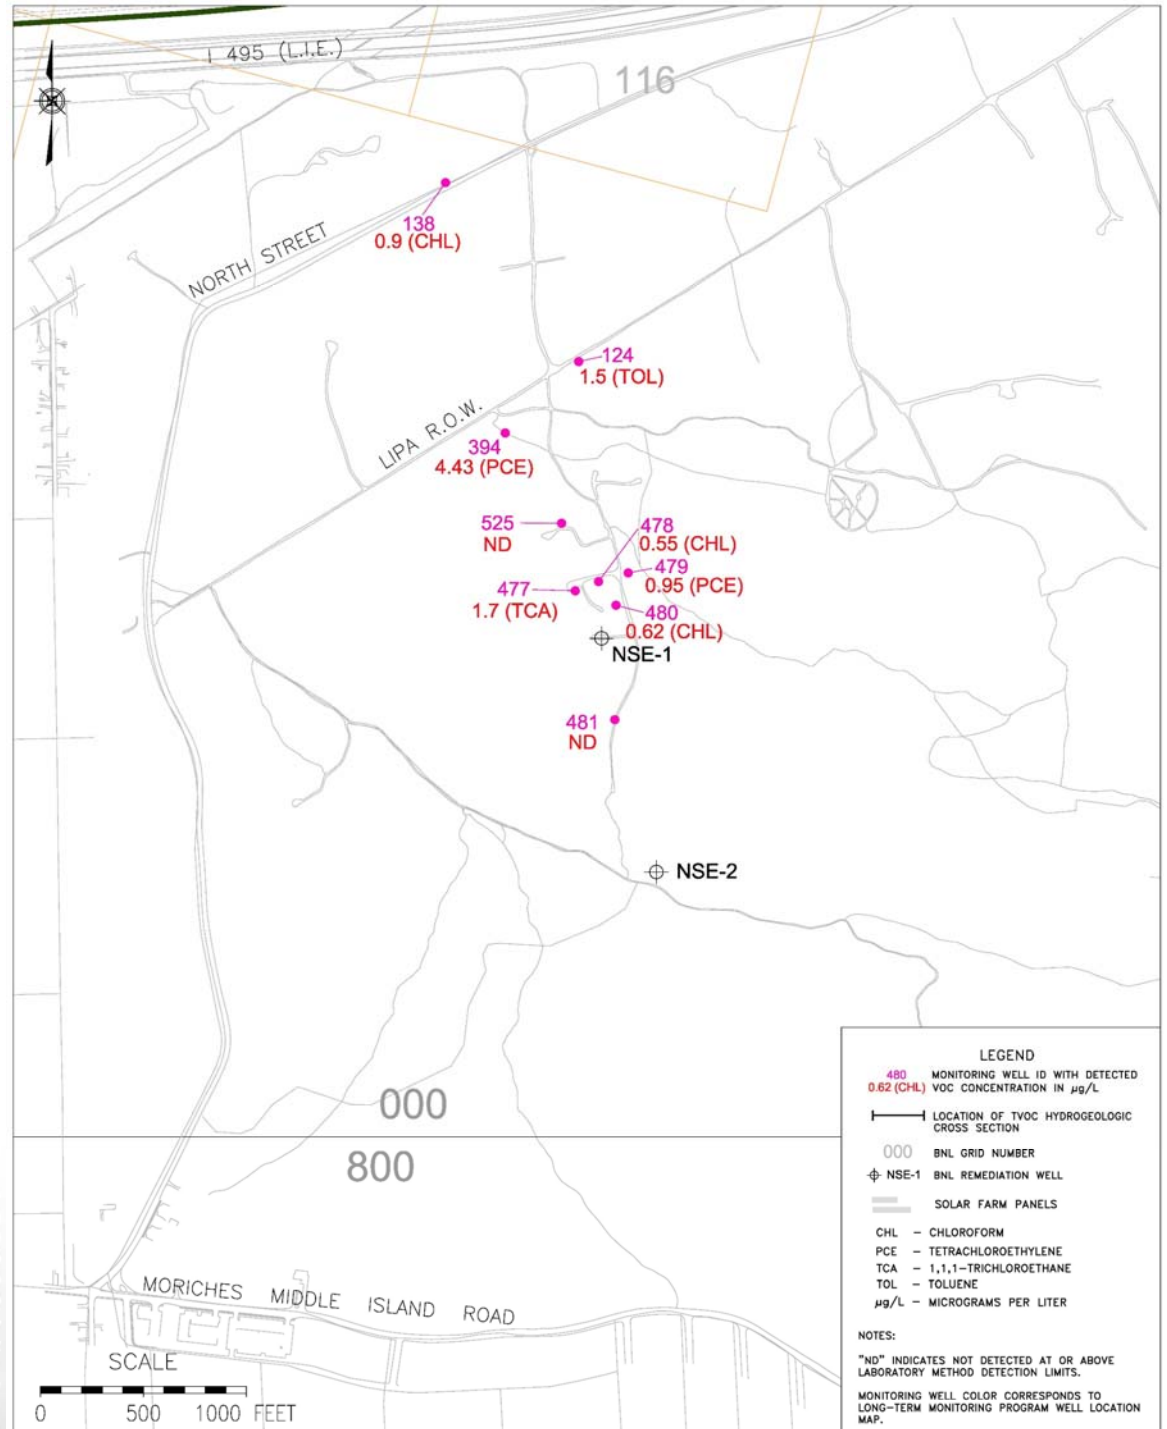 I 495 (L.I.E.)
116
138
0.9 (CHL)
NORTH STREET
124
1.5 (TOL)
LIPA R.O.W.
394
4.43 (PCE)
525
ND
478
0.55 (CHL)
479
0.95 (PCE)
477
1.7 (TCA)
480
0.62 (CHL)
NSE-1
481
ND
NSE-2
000
800
MORICHES MIDDLE ISLAND ROAD
SCALE
0 500 1000 FEET
LEGEND
480 MONITORING WELL ID WITH DETECTED
0.62 (CHL) VOC CONCENTRATION IN µg/L
LOCATION OF TVOC HYDROGEOLOGIC
CROSS SECTION
000 BNL GRID NUMBER
NSE-1 BNL REMEDIATION WELL
SOLAR FARM PANELS
CHL – CHLOROFORM
PCE – TETRACHLOROETHYLENE
TCA – 1,1,1–TRICHLOROETHANE
TOL – TOLUENE
µg/L – MICROGRAMS PER LITER
NOTES:
"ND" INDICATES NOT DETECTED AT OR ABOVE
LABORATORY METHOD DETECTION LIMITS.
MONITORING WELL COLOR CORRESPONDS TO
LONG–TERM MONITORING PROGRAM WELL LOCATION
MAP.